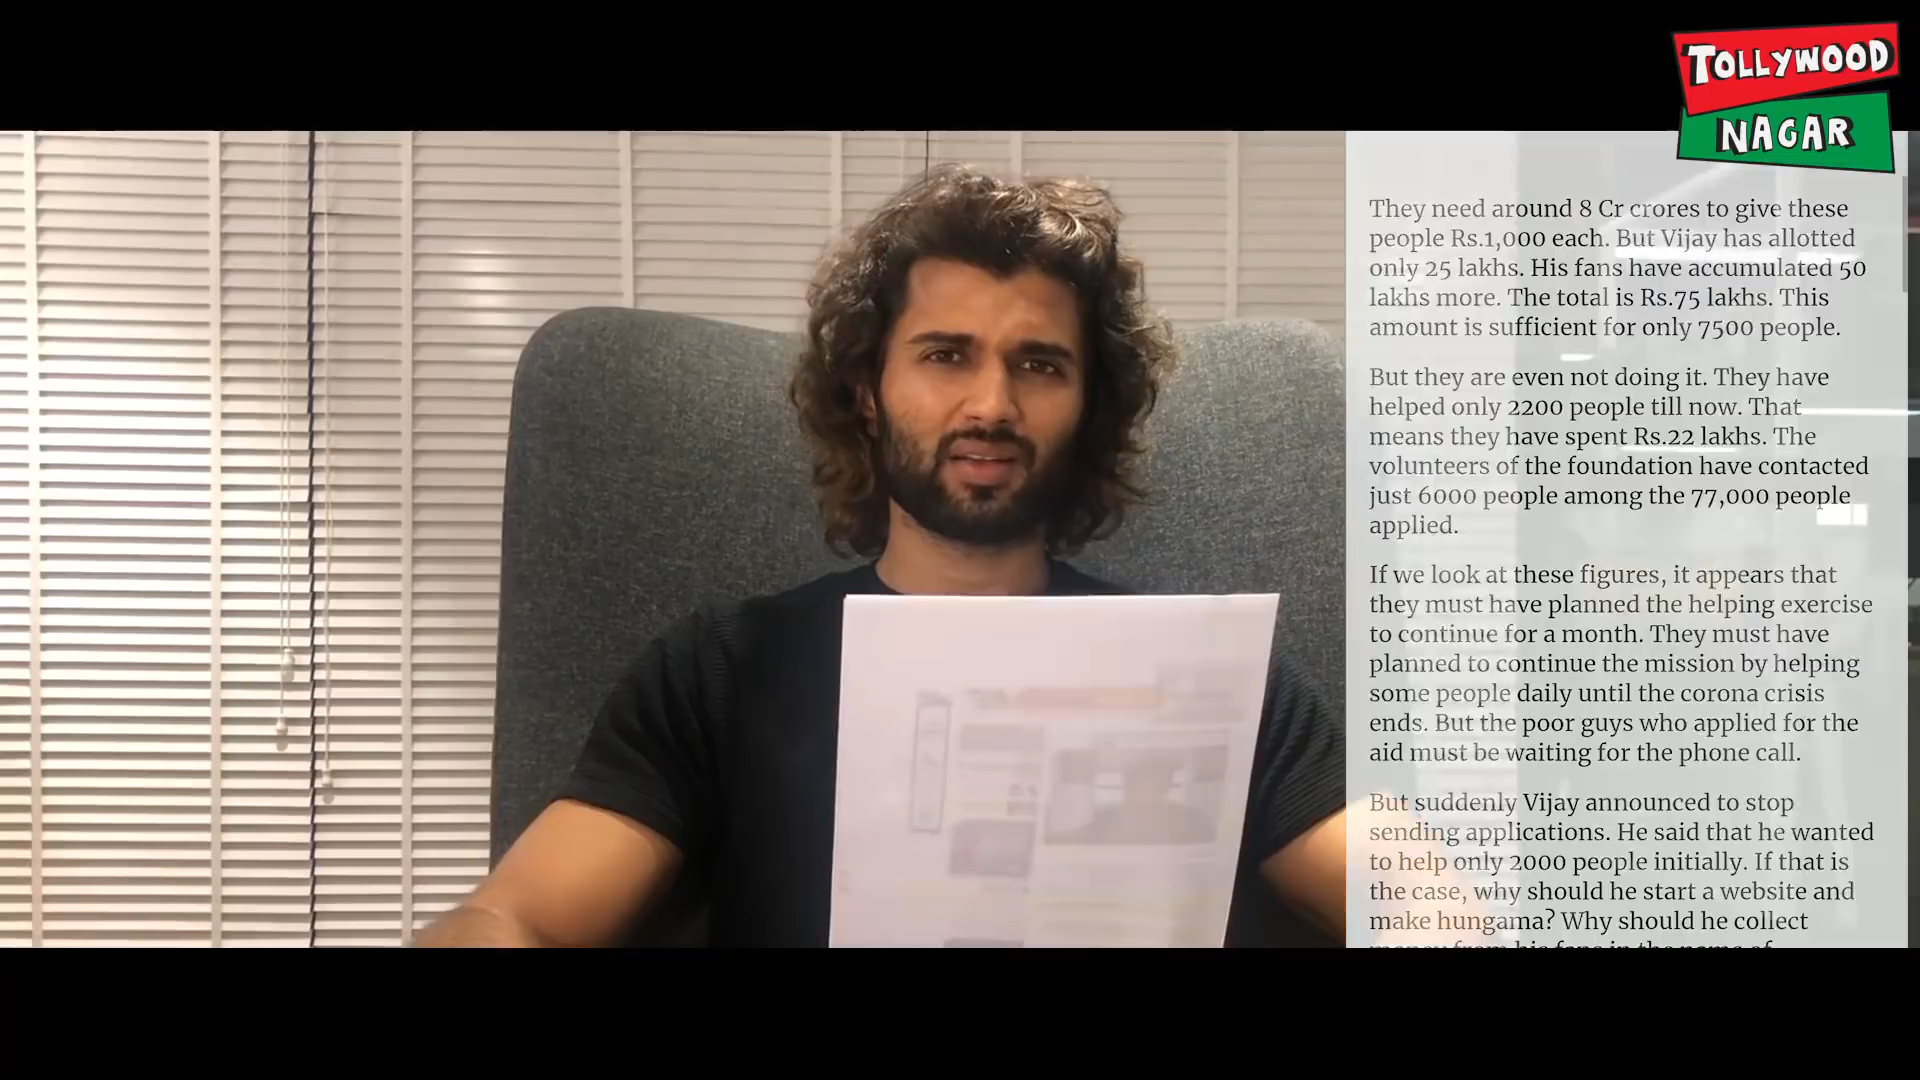 TOLLYWOOD
NAGAR
They need around 8 Cr crores to give these
people Rs.1,000 each. But Vijay has allotted
only 25 lakhs. His fans have accumulated 50
lakhs more. The total is Rs.75 lakhs. This
amount is sufficient for only 7500 people.
But they are even not doing it. They have
helped only 2200 people till now. That
means they have spent Rs.22 lakhs. The
volunteers of the foundation have contacted
just 6000 people among the 77,000 people
applied.
If we look at these figures, it appears that
they must have planned the helping exercise
to continue for a month. They must have
planned to continue the mission by helping
some people daily until the corona crisis
ends. But the poor guys who applied for the
aid must be waiting for the phone call.
But suddenly Vijay announced to stop
sending applications. He said that he wanted
to help only 2000 people initially. If that is
the case, why should he start a website and
make hungama? Why should he collect
money from his fans in the name of